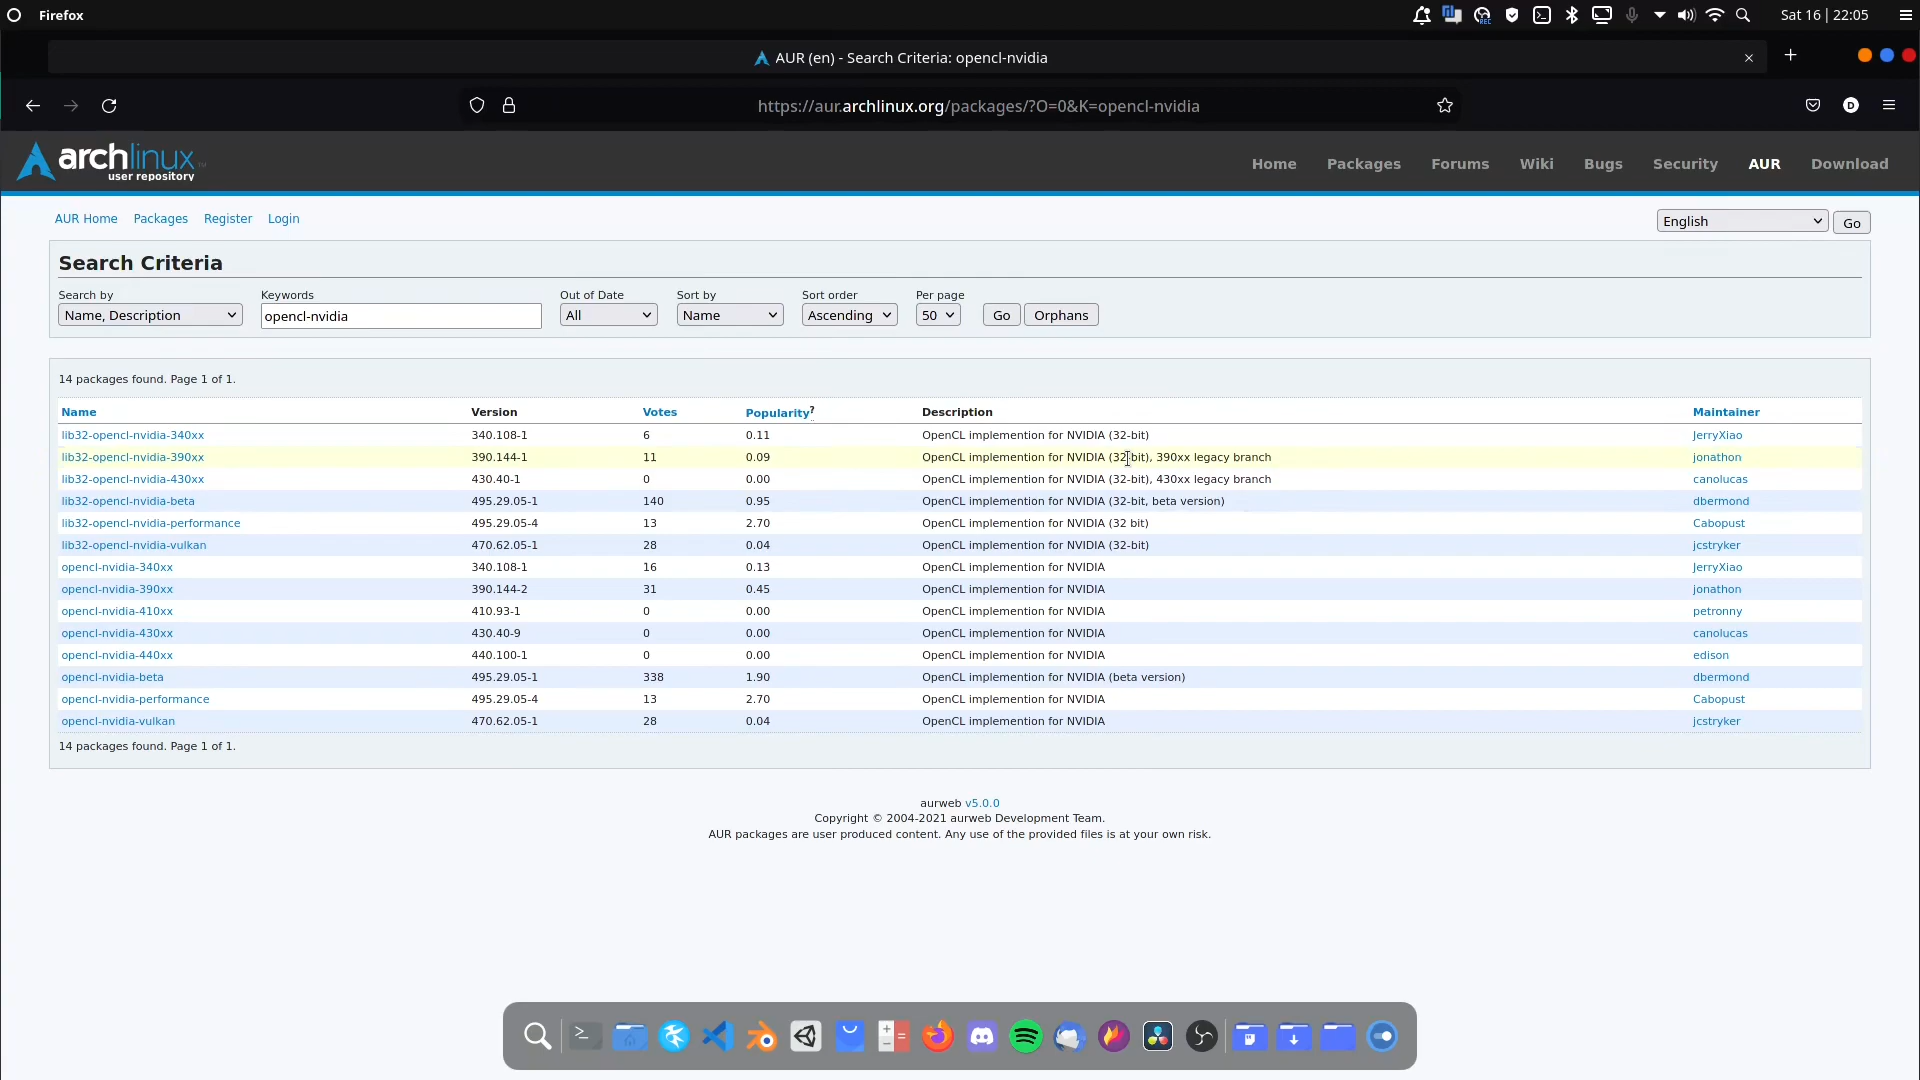 Firefox
REC
Sat 16 | 22:05
AUR (en) - Search Criteria: opencl-nvidia
https://aur.archlinux.org/packages/?O=0&K=opencl-nvidia
D
archlinux™
user repository
Home Packages Forums Wiki Bugs Security AUR Download
AUR Home Packages Register Login
English Go
Search Criteria
Search by Keywords Out of Date Sort by Sort order Per page
Name, Description opencl-nvidia All Name Ascending 50 Go Orphans
14 packages found. Page 1 of 1.
Name Version Votes Popularity? Description Maintainer
lib32-opencl-nvidia-340xx 340.108-1 6 0.11 OpenCL implemention for NVIDIA (32-bit) JerryXiao
lib32-opencl-nvidia-390xx 390.144-1 11 0.09 OpenCL implemention for NVIDIA (32-bit), 390xx legacy branch jonathon
lib32-opencl-nvidia-430xx 430.40-1 0 0.00 OpenCL implemention for NVIDIA (32-bit), 430xx legacy branch canolucas
lib32-opencl-nvidia-beta 495.29.05-1 140 0.95 OpenCL implemention for NVIDIA (32-bit, beta version) dbermond
lib32-opencl-nvidia-performance 495.29.05-4 13 2.70 OpenCL implemention for NVIDIA (32 bit) Cabopust
lib32-opencl-nvidia-vulkan 470.62.05-1 28 0.04 OpenCL implemention for NVIDIA (32-bit) jcstryker
opencl-nvidia-340xx 340.108-1 16 0.13 OpenCL implemention for NVIDIA JerryXiao
opencl-nvidia-390xx 390.144-2 31 0.45 OpenCL implemention for NVIDIA jonathon
opencl-nvidia-410xx 410.93-1 0 0.00 OpenCL implemention for NVIDIA petronny
opencl-nvidia-430xx 430.40-9 0 0.00 OpenCL implemention for NVIDIA canolucas
opencl-nvidia-440xx 440.100-1 0 0.00 OpenCL implemention for NVIDIA edison
opencl-nvidia-beta 495.29.05-1 338 1.90 OpenCL implemention for NVIDIA (beta version) dbermond
opencl-nvidia-performance 495.29.05-4 13 2.70 OpenCL implemention for NVIDIA Cabopust
opencl-nvidia-vulkan 470.62.05-1 28 0.04 OpenCL implemention for NVIDIA jcstryker
14 packages found. Page 1 of 1.
aurweb v5.0.0
Copyright © 2004-2021 aurweb Development Team.
AUR packages are user produced content. Any use of the provided files is at your own risk.